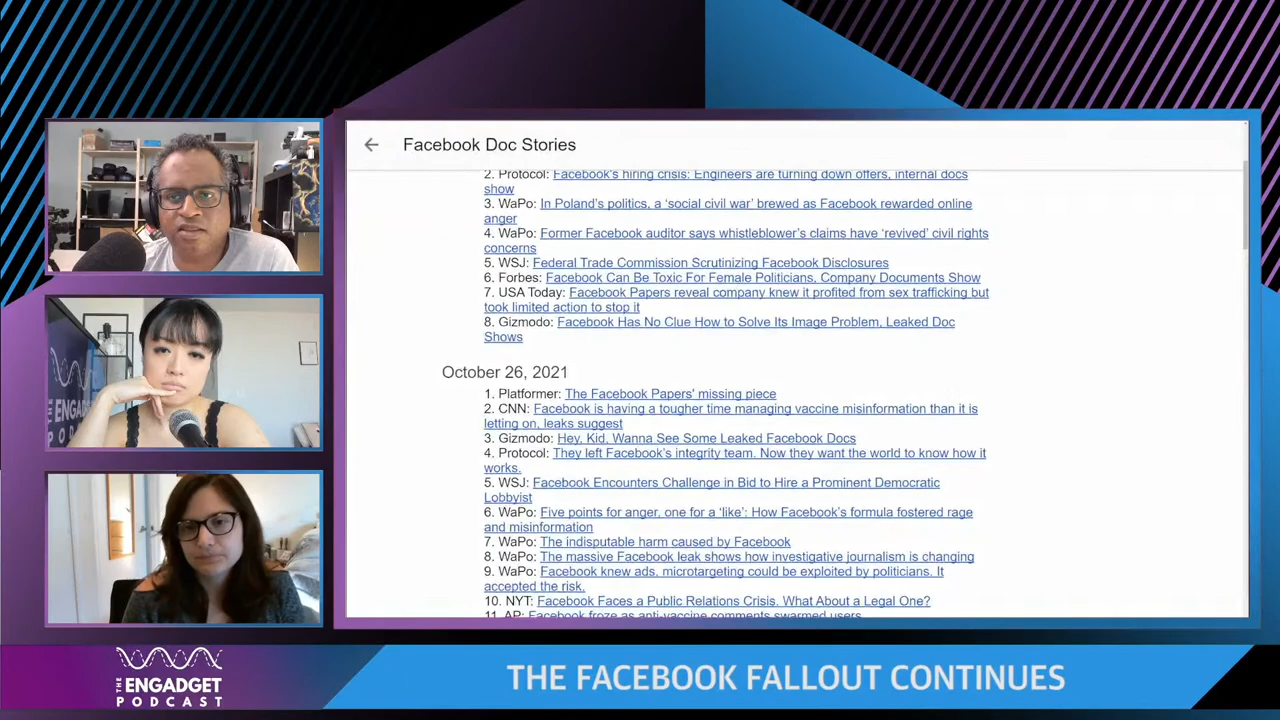 Facebook Doc Stories
2. Protocol: Facebook's hiring crisis: Engineers are turning down offers, internal docs
show
3. WaPo: In Poland's politics, a 'social civil war' brewed as Facebook rewarded online
anger
4. WaPo: Former Facebook auditor says whistleblower's claims have 'revived' civil rights
concerns
5. WSJ: Federal Trade Commission Scrutinizing Facebook Disclosures
6. Forbes: Facebook Can Be Toxic For Female Politicians, Company Documents Show
7. USA Today: Facebook Papers reveal company knew it profited from sex trafficking but
took limited action to stop it
8. Gizmodo: Facebook Has No Clue How to Solve Its Image Problem, Leaked Doc
Shows
October 26, 2021
1. Platformer: The Facebook Papers' missing piece
2. CNN: Facebook is having a tougher time managing vaccine misinformation than it is
letting on, leaks suggest
3. Gizmodo: Hey, Kid, Wanna See Some Leaked Facebook Docs
4. Protocol: They left Facebook's integrity team. Now they want the world to know how it
works.
5. WSJ: Facebook Encounters Challenge in Bid to Hire a Prominent Democratic
Lobbyist
6. WaPo: Five points for anger, one for a 'like': How Facebook's formula fostered rage
and misinformation
7. WaPo: The indisputable harm caused by Facebook
8. WaPo: The massive Facebook leak shows how investigative journalism is changing
9. WaPo: Facebook knew ads, microtargeting could be exploited by politicians. It
accepted the risk.
10. NYT: Facebook Faces a Public Relations Crisis. What About a Legal One?
11. AP: Facebook froze as anti-vaccine comments swarmed users
THE
ENGADGET
PODCAST
THE FACEBOOK FALLOUT CONTINUES